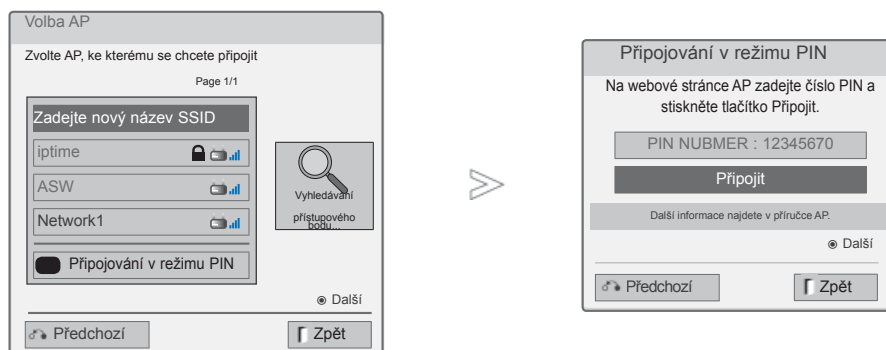 Volba AP
Zvolte AP, ke kterému se chcete připojit
Page 1/1
Zadejte nový název SSID
iptime
ASW
Network1
Připojování v režimu PIN
Vyhledávání
přístupového
bodu...
Další
Předchozí
Zpět
Připojování v režimu PIN
Na webové stránce AP zadejte číslo PIN a
stiskněte tlačítko Připojit.
PIN NUBMER : 12345670
Připojit
Další informace najdete v příručce AP.
Další
Předchozí
Zpět